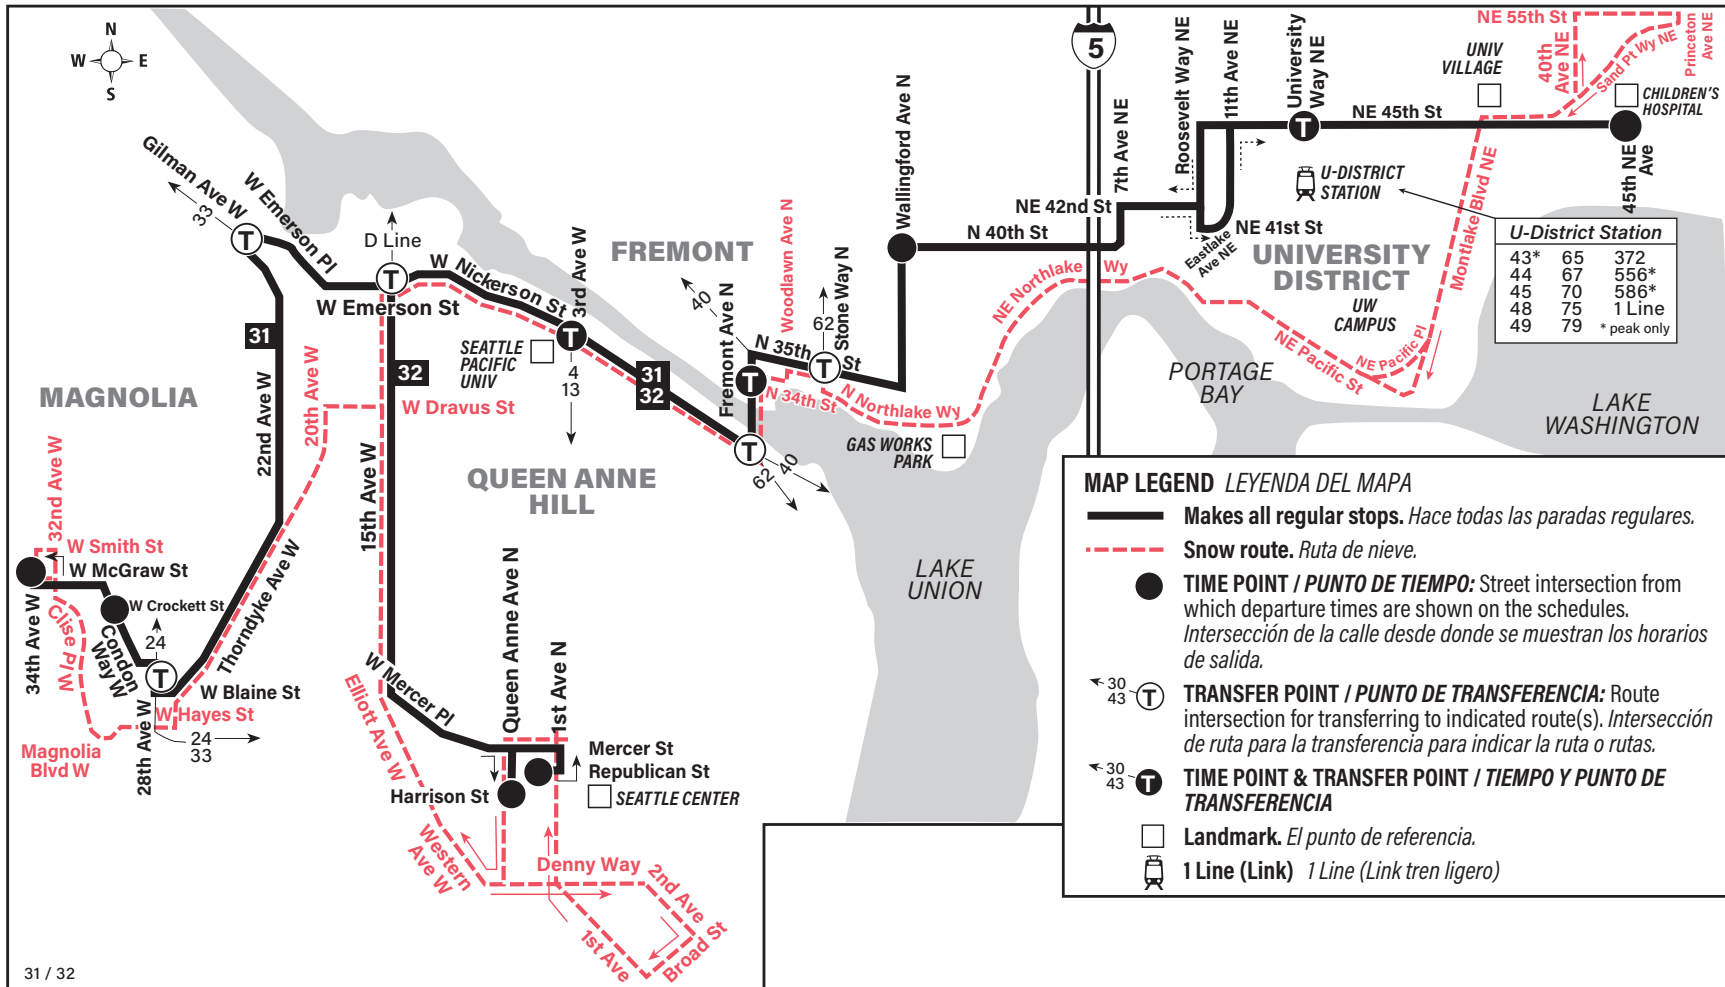 N
W
E
S
5
NE 55th St
40th
Ave NE
Sand Pt Wy NE
Princeton
Ave NE
UNIV
VILLAGE
CHILDREN'S
HOSPITAL
Roosevelt Way NE
11th Ave NE
University
Way NE
NE 45th St
45th NE
Ave
7th Ave NE
Wallingford Ave N
Gilman Ave W
33
W Emerson Pl
D Line
W Nickerson St
W Emerson St
3rd Ave W
FREMONT
40
Fremont Ave N
Woodlawn Ave N
62
Stone Way N
N 35th St
N 34th St
N Northlake Wy
N 40th St
NE 42nd St
NE 41st St
Eastlake
Ave NE
NE Northlake Wy
U-DISTRICT
STATION
UNIVERSITY
DISTRICT
UW
CAMPUS
Montlake Blvd NE
NE Pacific Pl
NE Pacific St
U-District Station
43* 65 372
44 67 556*
45 70 586*
48 75 1 Line
49 79 * peak only
PORTAGE
BAY
LAKE
WASHINGTON
31
22nd Ave W
20th Ave W
32
W Dravus St
15th Ave W
SEATTLE
PACIFIC
UNIV
4
13
31
32
62
40
GAS WORKS
PARK
MAGNOLIA
QUEEN ANNE
HILL
LAKE
UNION
32nd Ave W
W Smith St
W McGraw St
W Crockett St
24
34th Ave W
Clise Pl W
Condon
Way W
Thorndyke Ave W
W Blaine St
W Hayes St
Magnolia
Blvd W
28th Ave W
24
33
Elliott Ave W
W Mercer Pl
Queen Anne Ave N
1st Ave N
Mercer St
Republican St
Harrison St
SEATTLE CENTER
Western
Ave W
Denny Way
2nd Ave
1st Ave
Broad St
T
T
T
T
T
T
T
T
MAP LEGEND LEYENDA DEL MAPA
Makes all regular stops. Hace todas las paradas regulares.
Snow route. Ruta de nieve.
TIME POINT / PUNTO DE TIEMPO: Street intersection from
which departure times are shown on the schedules.
Intersección de la calle desde donde se muestran los horarios
de salida.
30
43
T
TRANSFER POINT / PUNTO DE TRANSFERENCIA: Route
intersection for transferring to indicated route(s). Intersección
de ruta para la transferencia para indicar la ruta o rutas.
30
43
T
TIME POINT & TRANSFER POINT / TIEMPO Y PUNTO DE
TRANSFERENCIA
Landmark. El punto de referencia.
1 Line (Link) 1 Line (Link tren ligero)
31 / 32